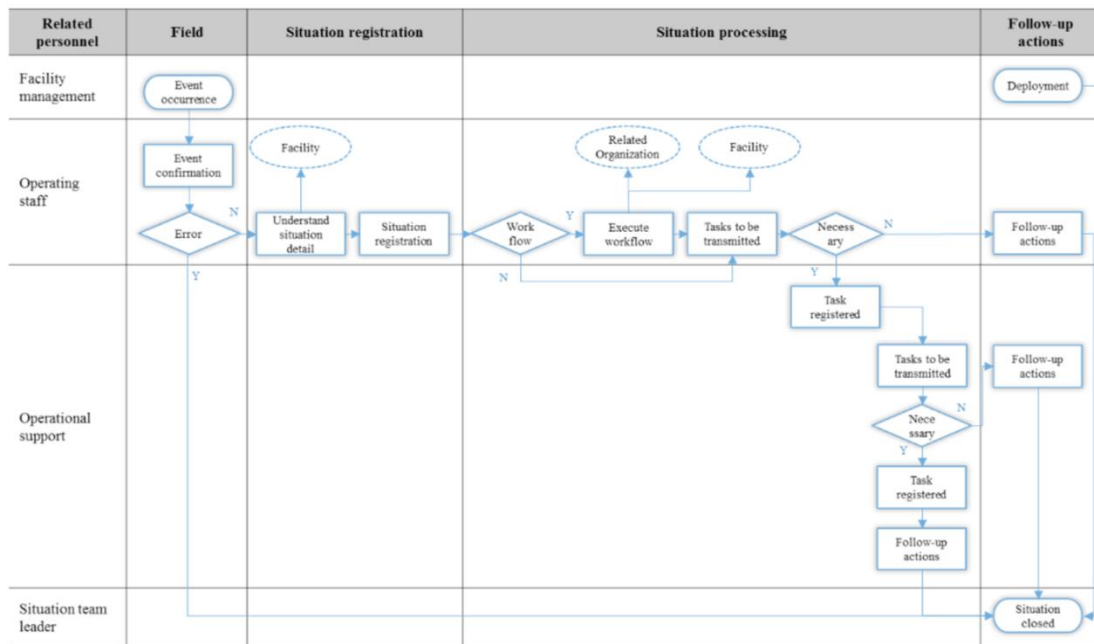 Related
personnel
Field
Situation registration
Situation processing
Follow-up
actions
Facility
management
Event
occurrence
Deployment
Operating
staff
Event
confirmation
Facility
Related
Organization
Facility
Error
N
Understand
situation
detail
Situation
registration
Work
flow
Y
Execute
workflow
Tasks to be
transmitted
Necess
ary
N
Follow-up
actions
Y
N
Y
Task
registered
Operational
support
Tasks to be
transmitted
Follow-up
actions
Nece
ssary
N
Y
Task
registered
Follow-up
actions
Situation team
leader
Situation
closed